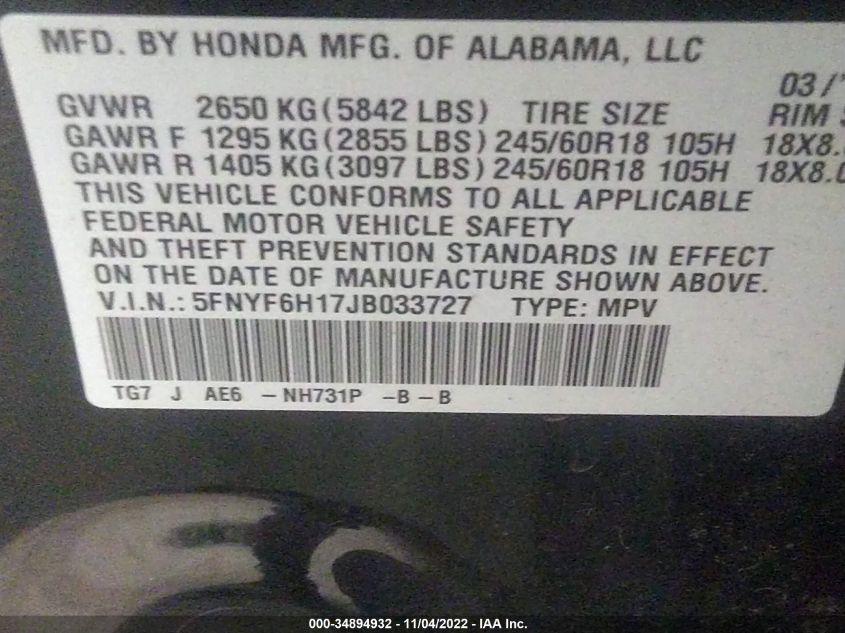 MFD. BY HONDA MFG. OF ALABAMA, LLC
03/
GVWR 2650 KG (5842 LBS) TIRE SIZE RIM
GAWR F 1295 KG (2855 LBS) 245/60R18 105H 18X8.
GAWR R 1405 KG (3097 LBS) 245/60R18 105H 18X8.0
THIS VEHICLE CONFORMS TO ALL APPLICABLE
FEDERAL MOTOR VEHICLE SAFETY
AND THEFT PREVENTION STANDARDS IN EFFECT
ON THE DATE OF MANUFACTURE SHOWN ABOVE.
V.I.N.: 5FNYF6H17JB033727 TYPE: MPV
TG7 J AE6 -NH731P -B-B
000-34894932 - 11/04/2022 - IAA Inc.